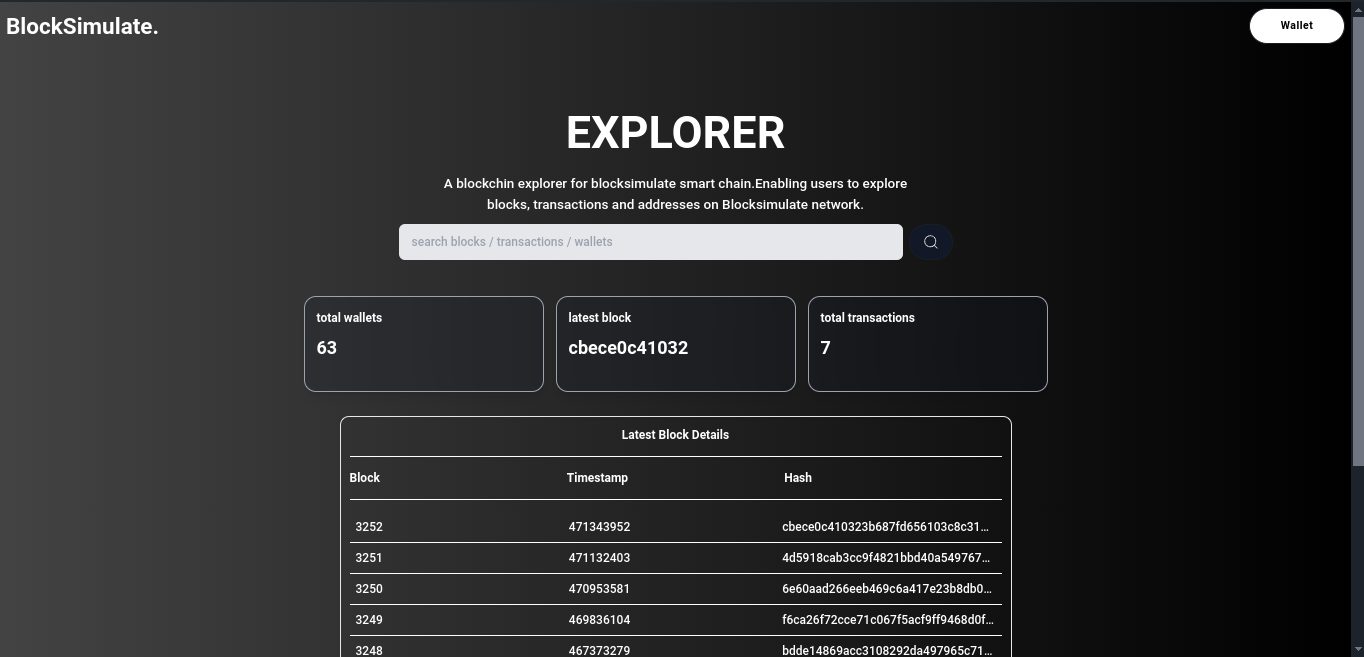 BlockSimulate.
Wallet
EXPLORER
A blockchin explorer for blocksimulate smart chain.Enabling users to explore
blocks, transactions and addresses on Blocksimulate network.
search blocks / transactions / wallets
total wallets
63
latest block
cbece0c41032
total transactions
7
Latest Block Details
Block Timestamp Hash
3252 471343952 cbece0c410323b687fd656103c8c31...
3251 471132403 4d5918cab3cc9f4821bbd40a549767...
3250 470953581 6e60aad266eeb469c6a417e23b8db0...
3249 469836104 f6ca26f72cce71c067f5acf9ff9468d0f...
3248 467373279 bdde14869acc3108292da497965c71...